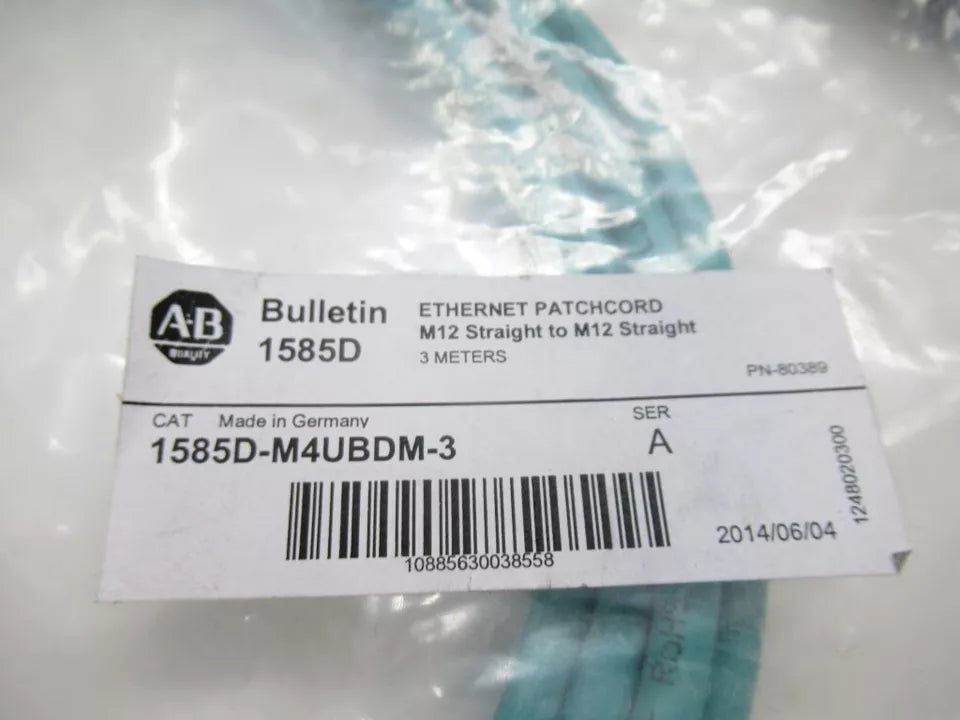 A-B
QUALITY
Bulletin
1585D
ETHERNET PATCHCORD
M12 Straight to M12 Straight
3 METERS
PN-80389
CAT Made in Germany
1585D-M4UBDM-3
SER
A
10885630038558
2014/06/04
1248020300
RoHS